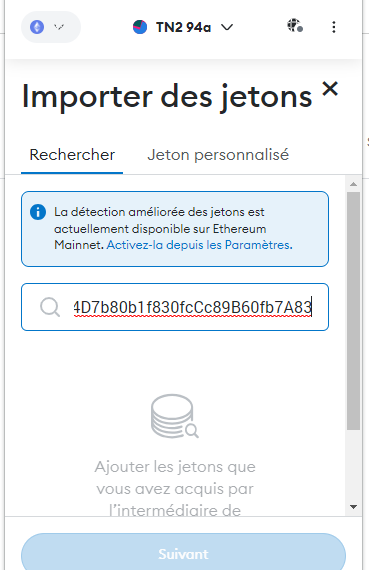 TN2 94a
Importer des jetons
Rechercher
Jeton personnalisé
La détection améliorée des jetons est
actuellement disponible sur Ethereum
Mainnet. Activez-la depuis les Paramètres.
4D7b80b1f830fcCc89B60fb7A83
Ajouter les jetons que
vous avez acquis par
l'intermédiaire de
Suivant